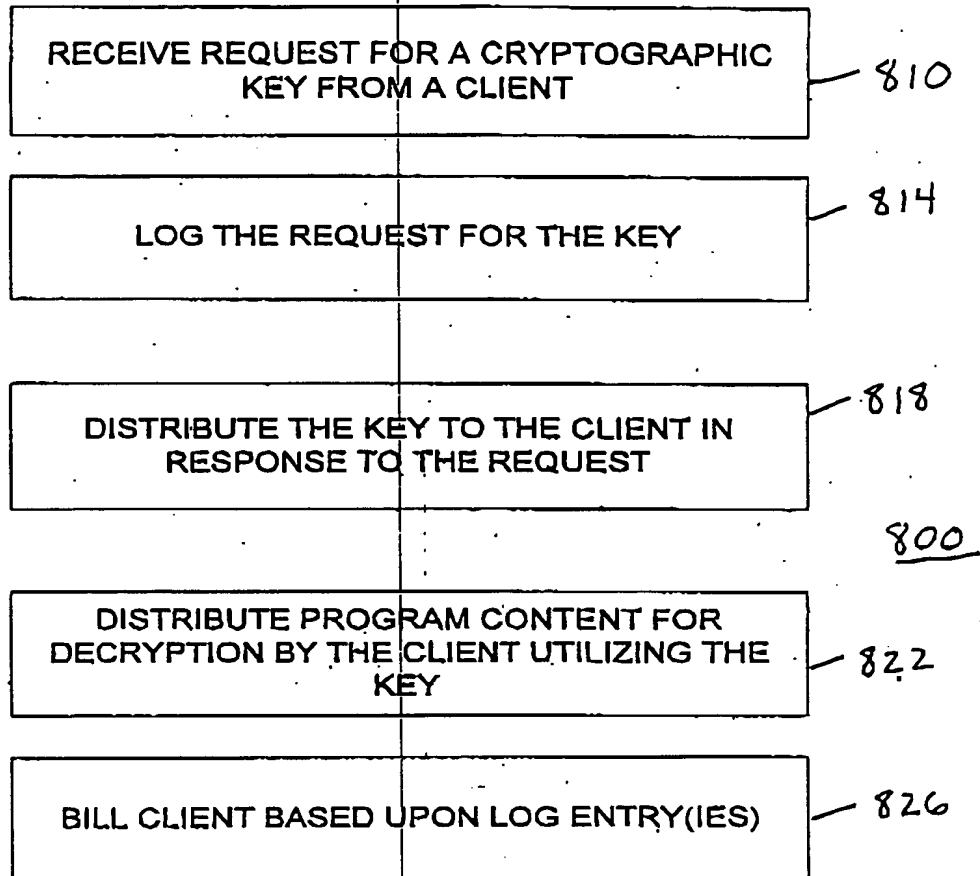 RECEIVE REQUEST FOR A CRYPTOGRAPHIC
KEY FROM A CLIENT
810
LOG THE REQUEST FOR THE KEY
814
DISTRIBUTE THE KEY TO THE CLIENT IN
RESPONSE TO THE REQUEST
818
800
DISTRIBUTE PROGRAM CONTENT FOR
DECRYPTION BY THE CLIENT UTILIZING THE
KEY
822
BILL CLIENT BASED UPON LOG ENTRY(IES)
826